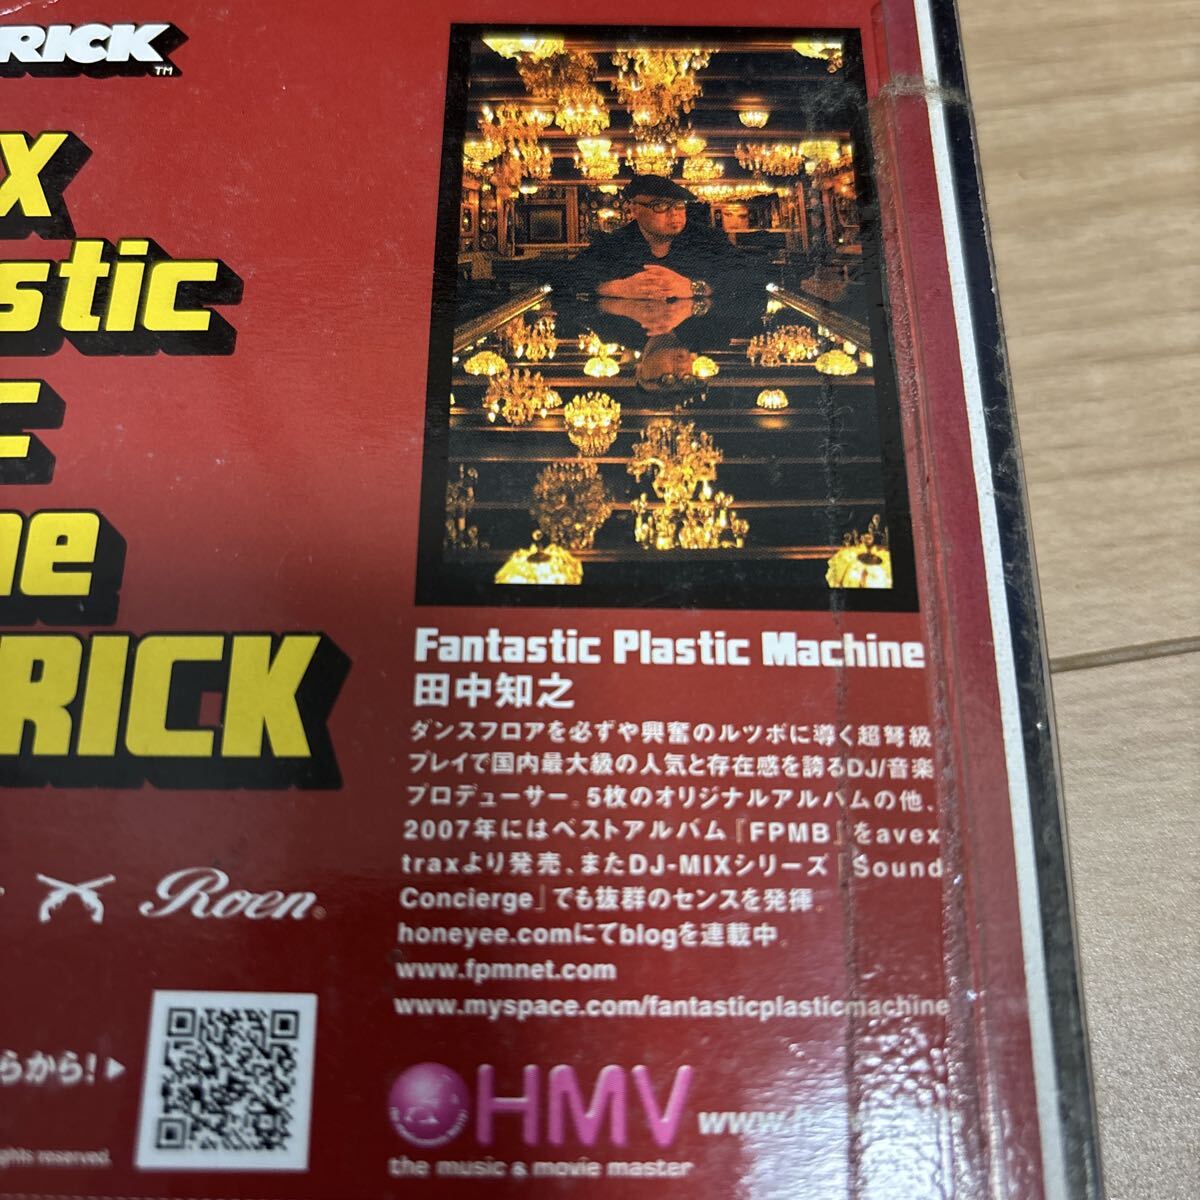 RICK™
X
stic
ne
RICK
Roen
Fantastic Plastic Machine
田中知之
ダンスフロアを必ずや興奮のルツボに導く超弩級
プレイで国内最大級の人気と存在感を誇るDJ/音楽
プロデューサー。5枚のオリジナルアルバムの他、
2007年にはベストアルバム『FPMB』をavex
traxより発売、またDJ-MIXシリーズ『Sound
Concierge』でも抜群のセンスを発揮。
honeyee.comにてblogを連載中。
www.fpmnet.com
www.myspace.com/fantasticplasticmachine
らから!▶
ghts reserved.
HMV www.h
the music & movie master